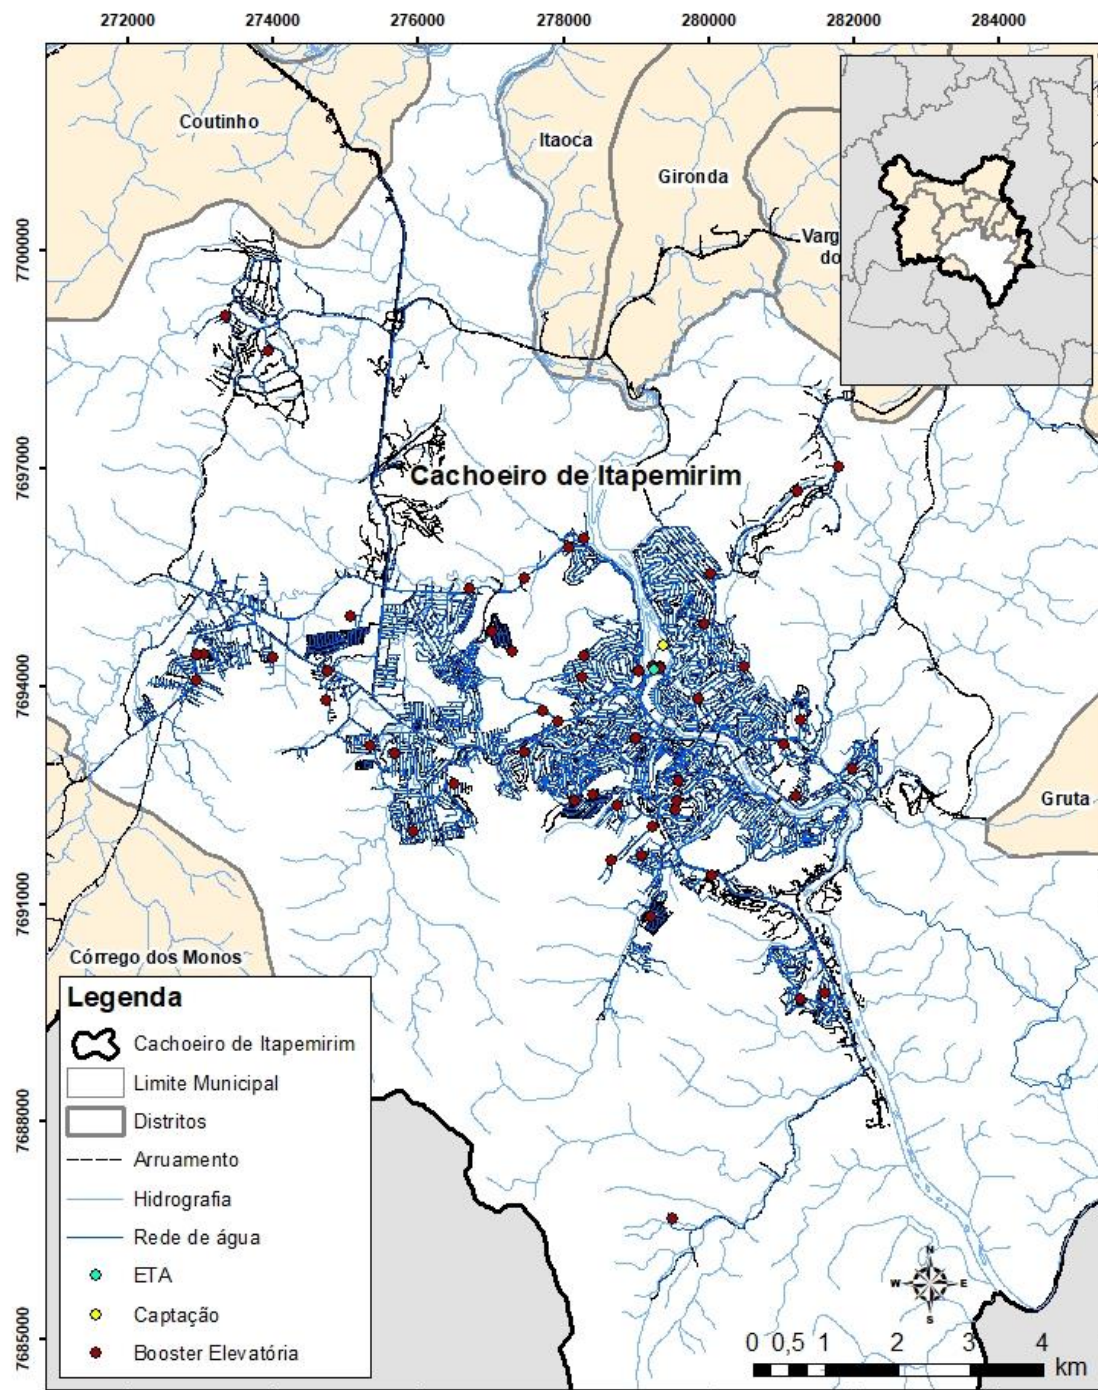 272000 274000 276000 278000 280000 282000 284000
Coutinho
Itaoca
Gironda
Varg
do
7700000
7697000
Cachoeiro de Itapemirim
7694000
Gruta
7691000
Córrego dos Monos
Legenda
Cachoeiro de Itapemirim
Limite Municipal
Distritos
Arruamento
Hidrografia
Rede de água
ETA
Captação
Booster Elevatória
7688000
7685000
N
W E
S
0 0,5 1 2 3 4
km